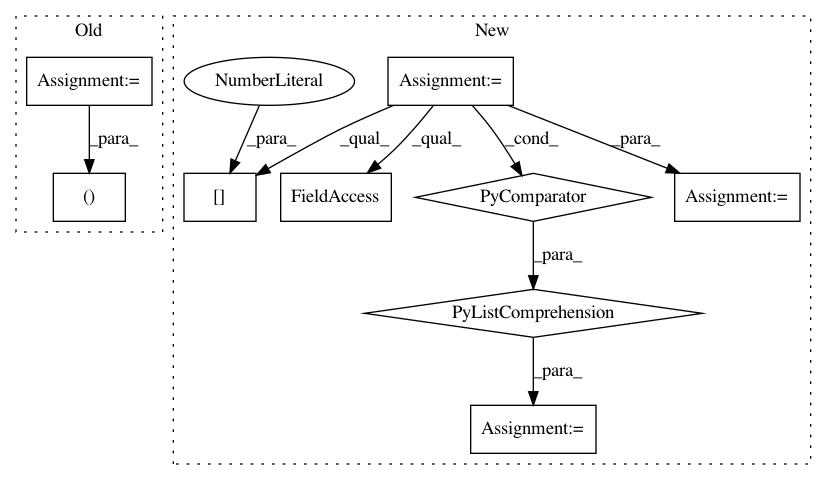 Old
New
Assignment:=
NumberLiteral
Assignment:=
_para_
_para_
_qual_
_qual_
_cond_
_para_
()
[]
FieldAccess
PyComparator
Assignment:=
_para_
PyListComprehension
_para_
Assignment:=